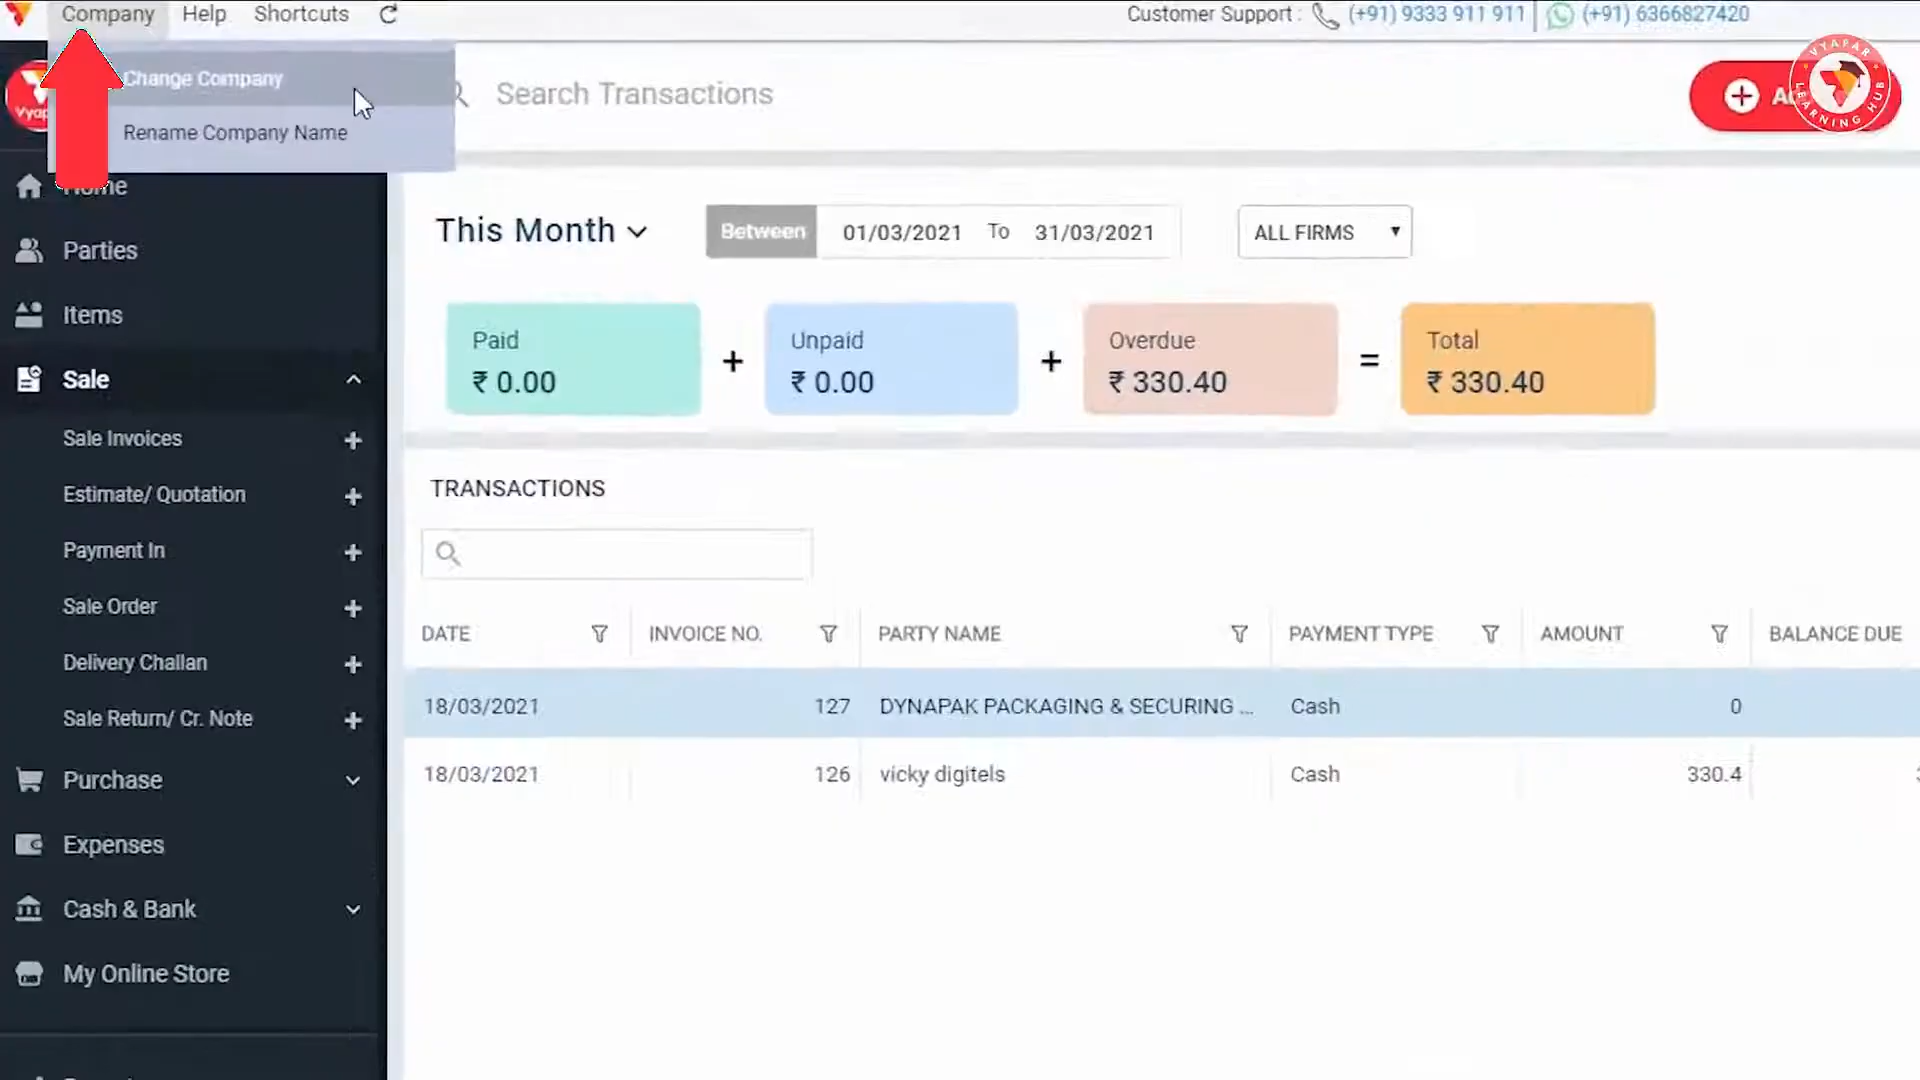 Company Help Shortcuts
Customer Support : (+91) 9333 911 911 (+91) 6366827420
Change Company
Rename Company Name
Search Transactions
VYAPAR LEARNING HUB
Home
Parties
Items
Sale
Sale Invoices
Estimate/ Quotation
Payment In
Sale Order
Delivery Challan
Sale Return/ Cr. Note
Purchase
Expenses
Cash & Bank
My Online Store
This Month Between 01/03/2021 To 31/03/2021 ALL FIRMS
Paid
₹ 0.00
+
Unpaid
₹ 0.00
+
Overdue
₹ 330.40
=
Total
₹ 330.40
TRANSACTIONS
DATE INVOICE NO. PARTY NAME PAYMENT TYPE AMOUNT BALANCE DUE
18/03/2021 127 DYNAPAK PACKAGING & SECURING ... Cash 0
18/03/2021 126 vicky digitels Cash 330.4